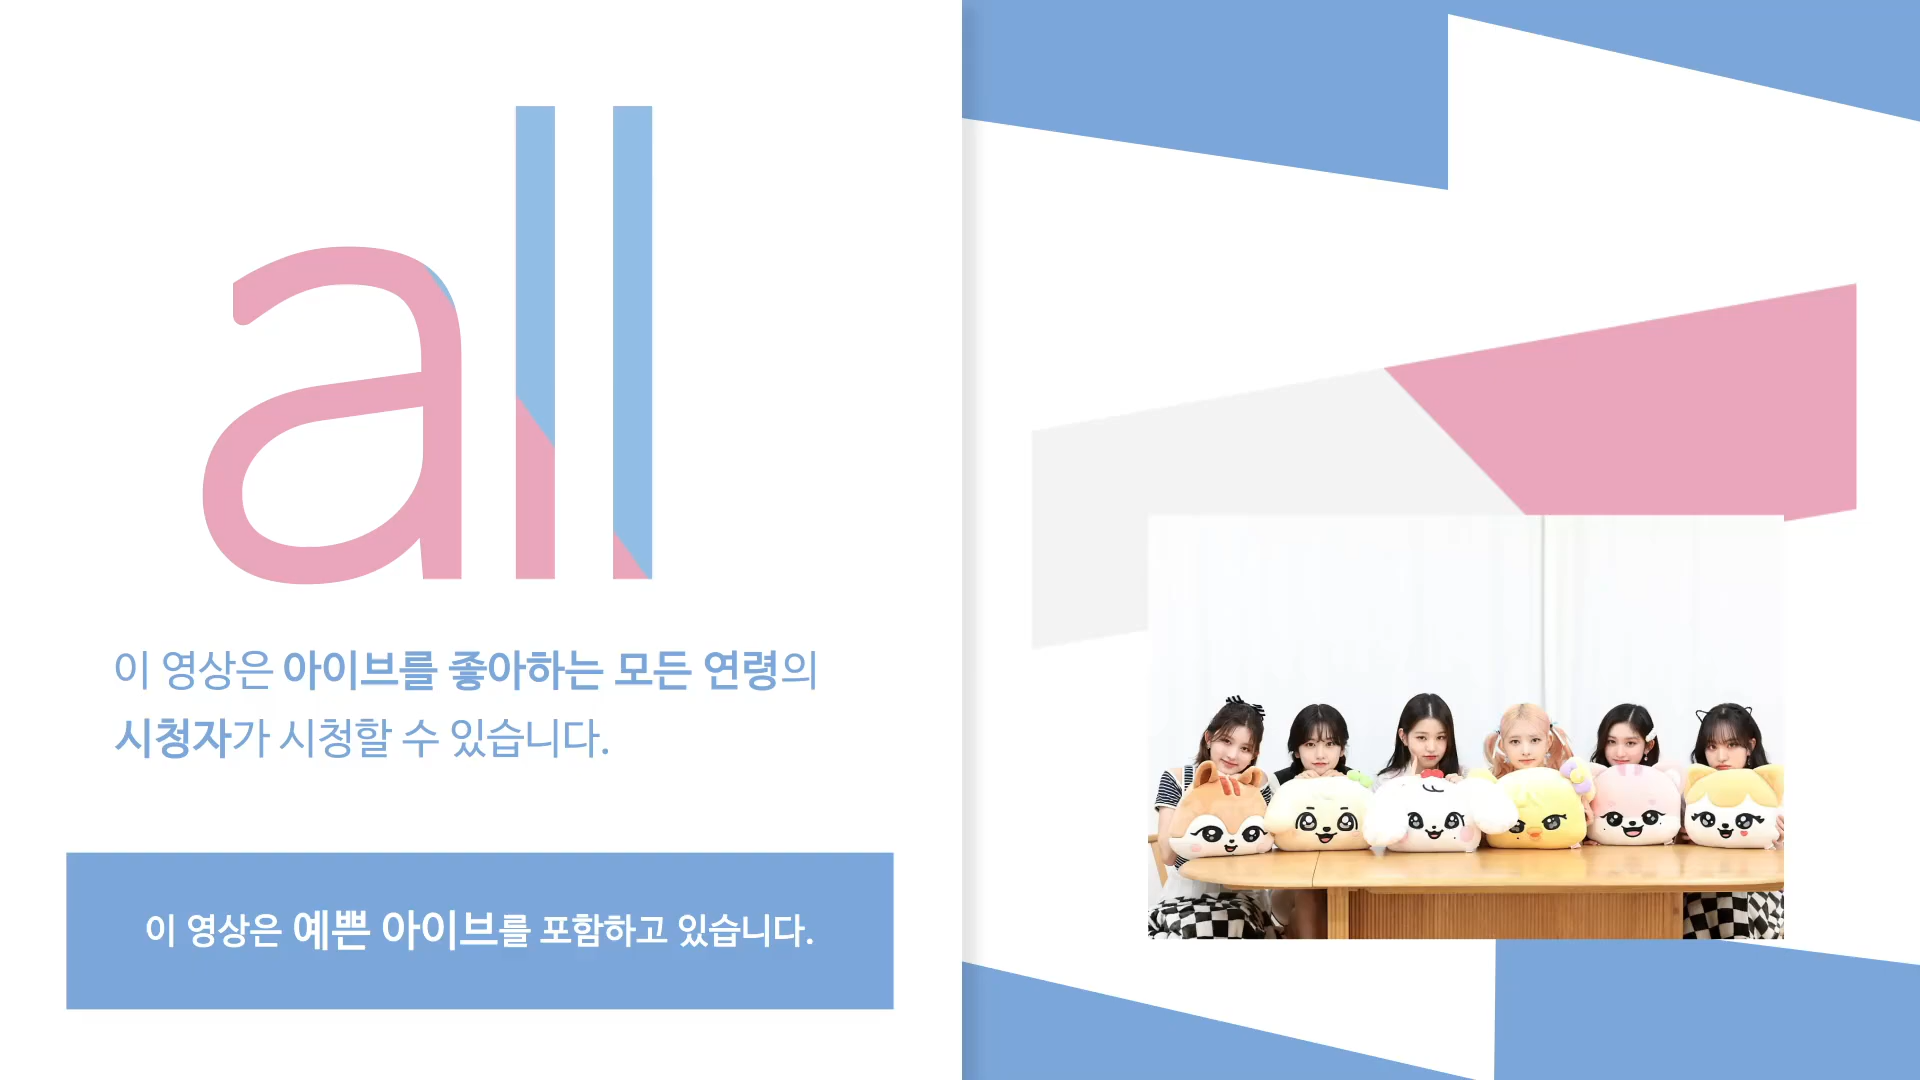 all
이 영상은 아이브를 좋아하는 모든 연령의
시청자가 시청할 수 있습니다.
이 영상은 예쁜 아이브를 포함하고 있습니다.